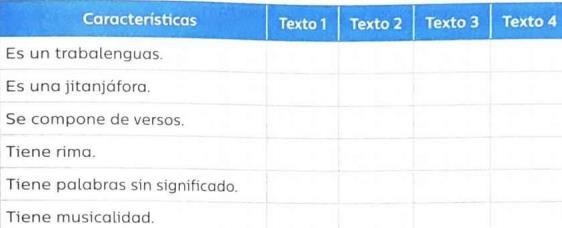 Características Texto 1 Texto 2 Texto 3 Texto 4
Es un trabalenguas.
Es una jitanjáfora.
Se compone de versos.
Tiene rima.
Tiene palabras sin significado.
Tiene musicalidad.